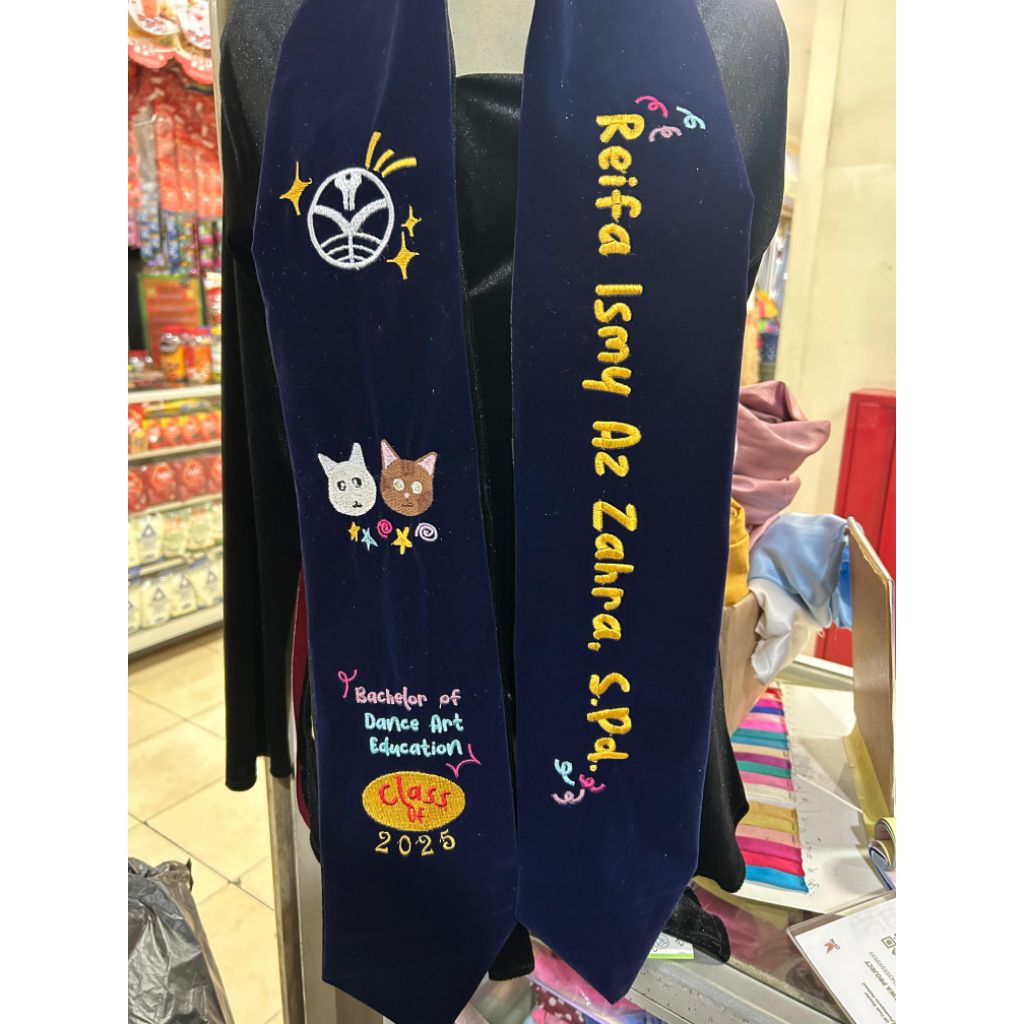 Bachelor of
Dance Art
Education
Class
Of
2025
Reifa Ismy Az Zahra, S.Pd.